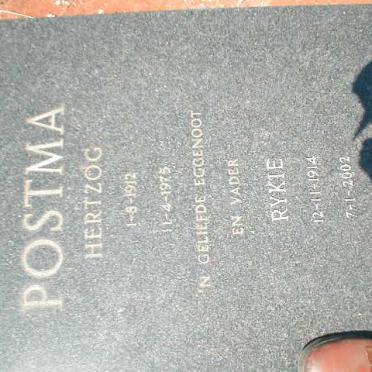 POSTMA
HERTZOG
1-8-1912
11-4-1975
'N GELIEFDE EGGENOOT
EN VADER
RYKIE
12-11-1914
7-1-2002